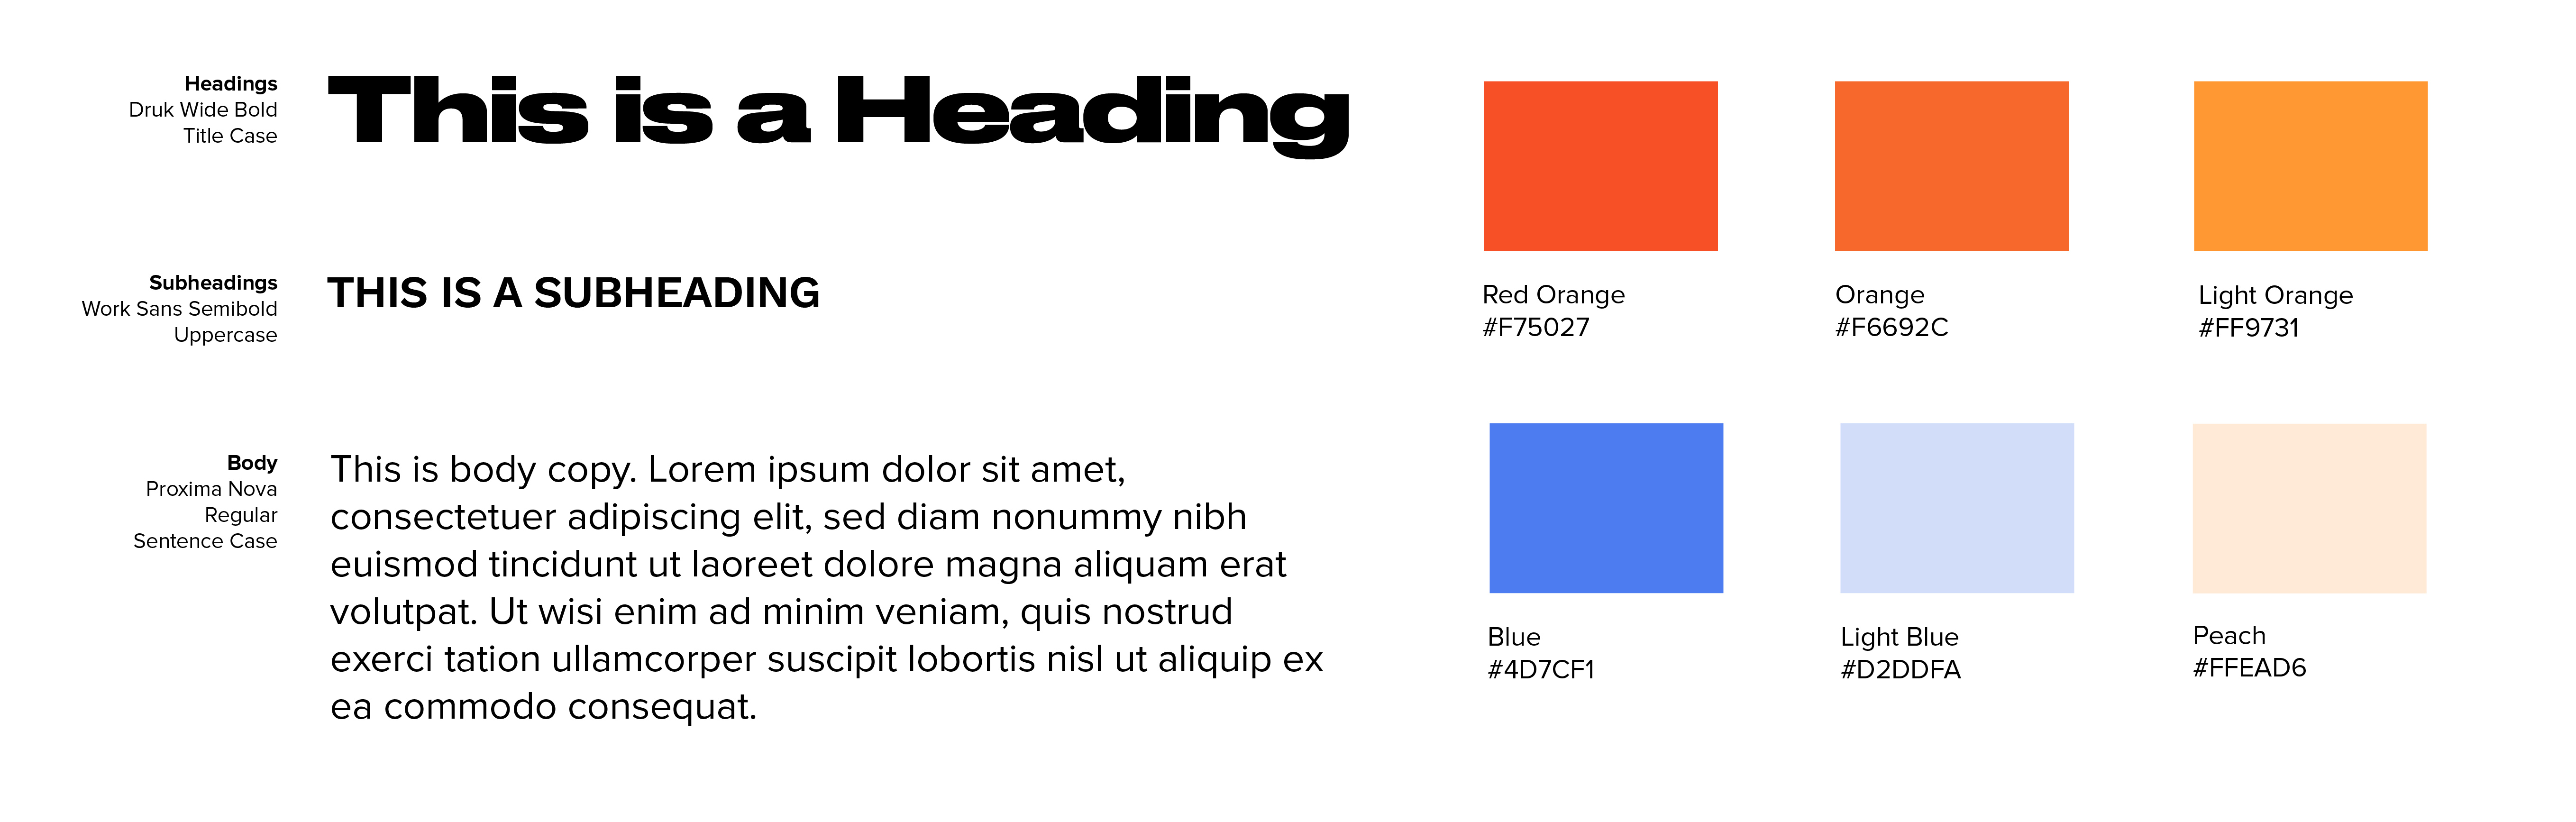 Headings
Druk Wide Bold
Title Case
This is a Heading
Subheadings
Work Sans Semibold
Uppercase
THIS IS A SUBHEADING
Body
Proxima Nova
Regular
Sentence Case
This is body copy. Lorem ipsum dolor sit amet,
consectetuer adipiscing elit, sed diam nonummy nibh
euismod tincidunt ut laoreet dolore magna aliquam erat
volutpat. Ut wisi enim ad minim veniam, quis nostrud
exerci tation ullamcorper suscipit lobortis nisl ut aliquip ex
ea commodo consequat.
Red Orange
#F75027
Orange
#F6692C
Light Orange
#FF9731
Blue
#4D7CF1
Light Blue
#D2DDFA
Peach
#FFEAD6